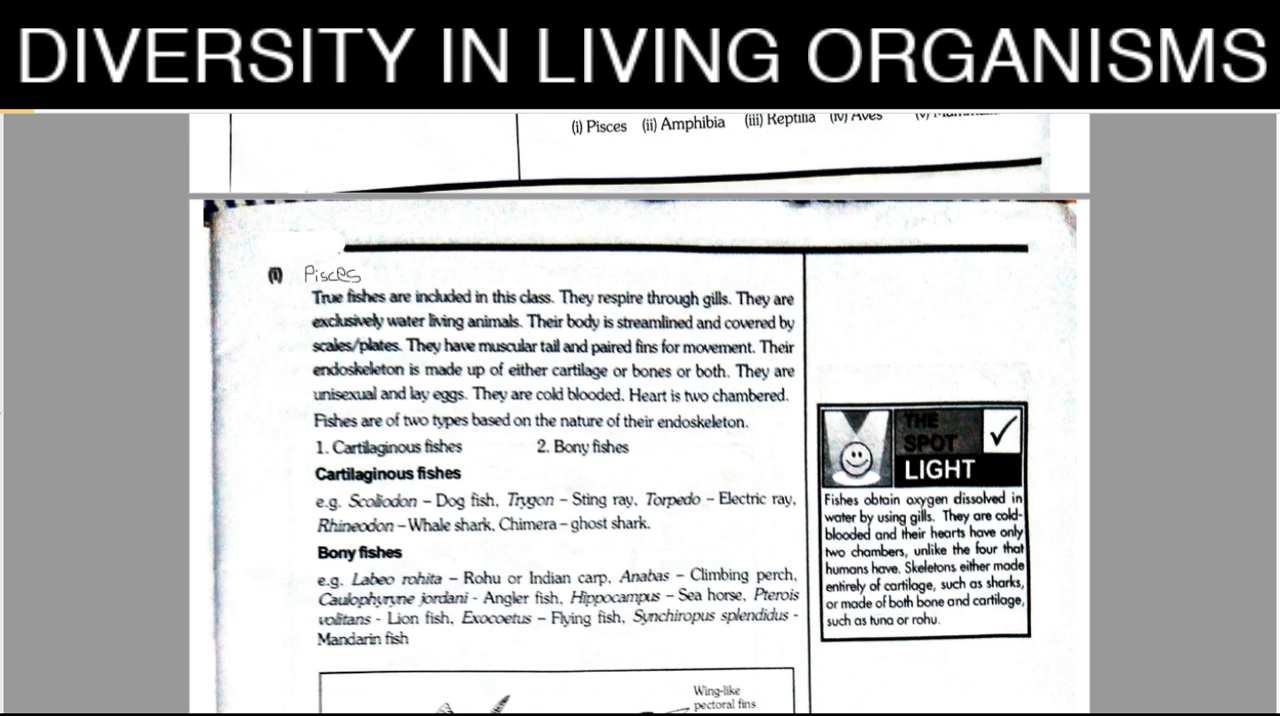 DIVERSITY IN LIVING ORGANISMS
(i) Pisces (ii) Amphibia (iii) Reptilia (iv) Aves
(i) Pisces
True fishes are included in this class. They respire through gills. They are
exclusively water living animals. Their body is streamlined and covered by
scales/plates. They have muscular tail and paired fins for movement. Their
endoskeleton is made up of either cartilage or bones or both. They are
unisexual and lay eggs. They are cold blooded. Heart is two chambered.
Fishes are of two types based on the nature of their endoskeleton.
1. Cartilaginous fishes 2. Bony fishes
Cartilaginous fishes
e.g. Scoliodon – Dog fish, Trygon – Sting ray, Torpedo – Electric ray,
Rhineodon – Whale shark, Chimera – ghost shark.
Bony fishes
e.g. Labeo rohita – Rohu or Indian carp, Anabas – Climbing perch,
Caulophyryne jordani - Angler fish, Hippocampus – Sea horse, Pterois
volitans - Lion fish, Exocoetus – Flying fish, Synchiropus splendidus -
Mandarin fish
Wing-like
pectoral fins
THE
SPOT
LIGHT
Fishes obtain oxygen dissolved in
water by using gills. They are cold-
blooded and their hearts have only
two chambers, unlike the four that
humans have. Skeletons either made
entirely of cartilage, such as sharks,
or made of both bone and cartilage,
such as tuna or rohu.